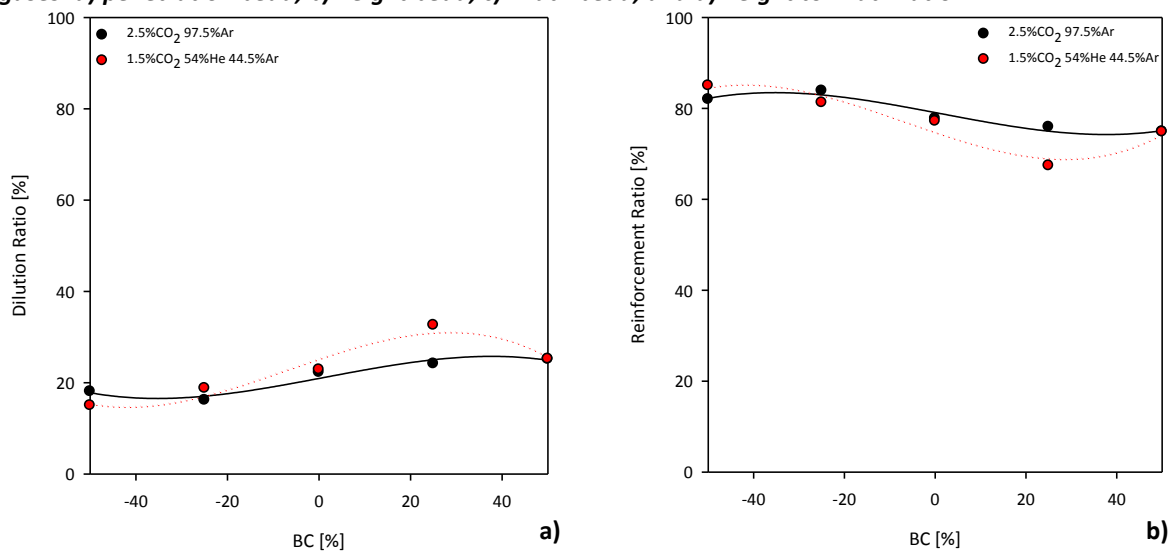 100
80
60
40
20
0
Dilution Ratio [%]
2.5%CO2 97.5%Ar
1.5%CO2 54%He 44.5%Ar
-40 -20 0 20 40
BC [%]
a)
100
80
60
40
20
0
Reinforcement Ratio [%]
2.5%CO2 97.5%Ar
1.5%CO2 54%He 44.5%Ar
-40 -20 0 20 40
BC [%]
b)